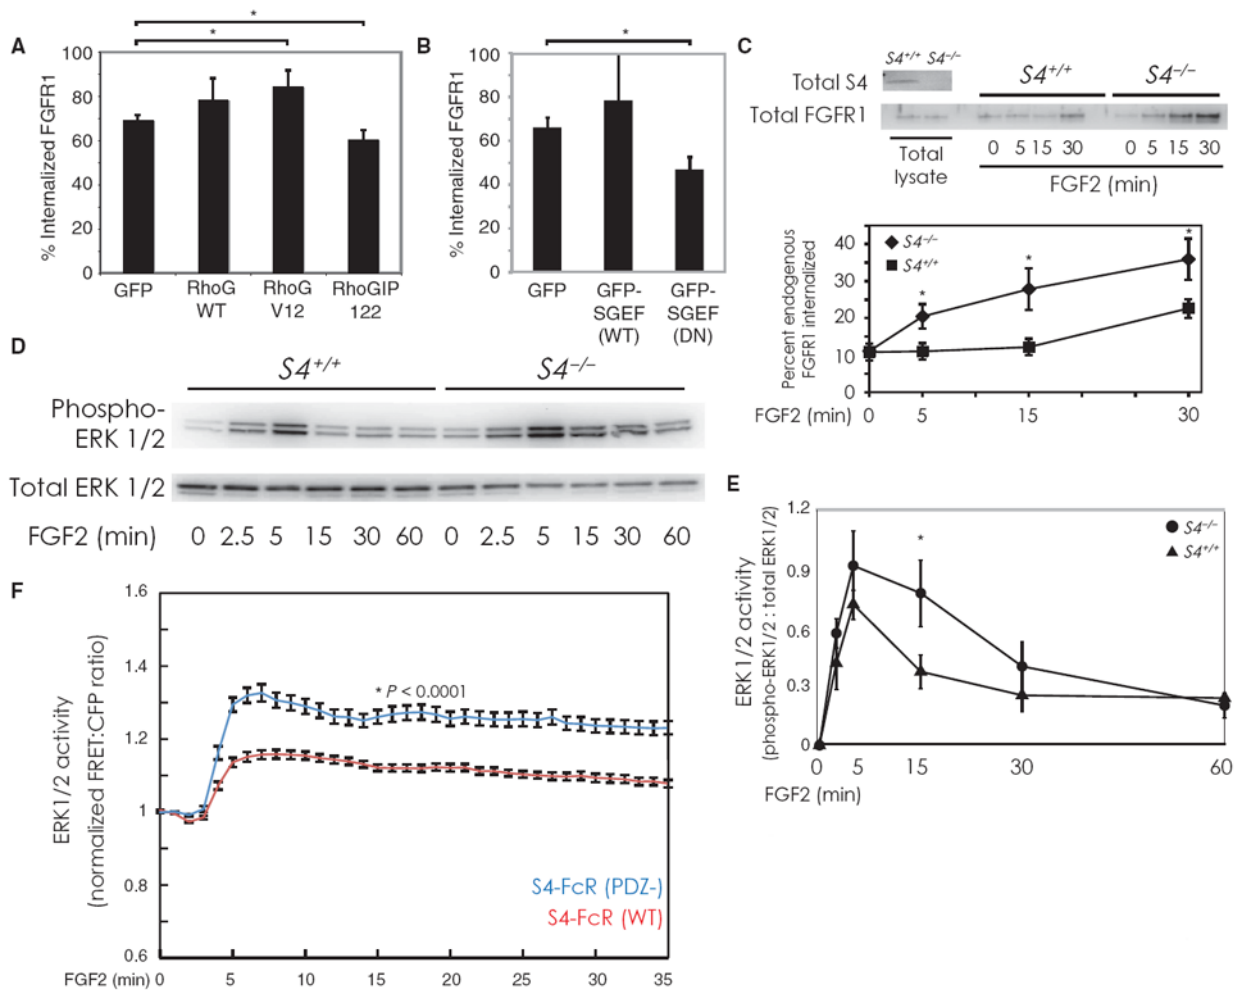 A
*
*
% Internalized FGFR1
100
80
60
40
20
0
GFP
RhoG WT
RhoG V12
RhoGIP 122
B
*
% Internalized FGFR1
100
80
60
40
20
0
GFP
GFP-SGEF (WT)
GFP-SGEF (DN)
C
S4+/+ S4–/–
Total S4
S4+/+
S4–/–
Total FGFR1
0 5 15 30
0 5 15 30
Total lysate
FGF2 (min)
Percent endogenous FGFR1 internalized
40
30
20
10
0
S4–/–
S4+/+
*
*
*
FGF2 (min) 0 5 15 30
D
S4+/+
S4–/–
Phospho-ERK 1/2
Total ERK 1/2
FGF2 (min) 0 2.5 5 15 30 60 0 2.5 5 15 30 60
E
ERK1/2 activity
(phospho-ERK1/2 : total ERK1/2)
1.2
0.9
0.6
0.3
0
S4–/–
S4+/+
*
0 5 15 30 60
FGF2 (min)
F
ERK1/2 activity
(normalized FRET:CFP ratio)
1.6
1.4
1.2
1
0.8
0.6
* P < 0.0001
S4-FcR (PDZ-)
S4-FcR (WT)
FGF2 (min) 0 5 10 15 20 25 30 35